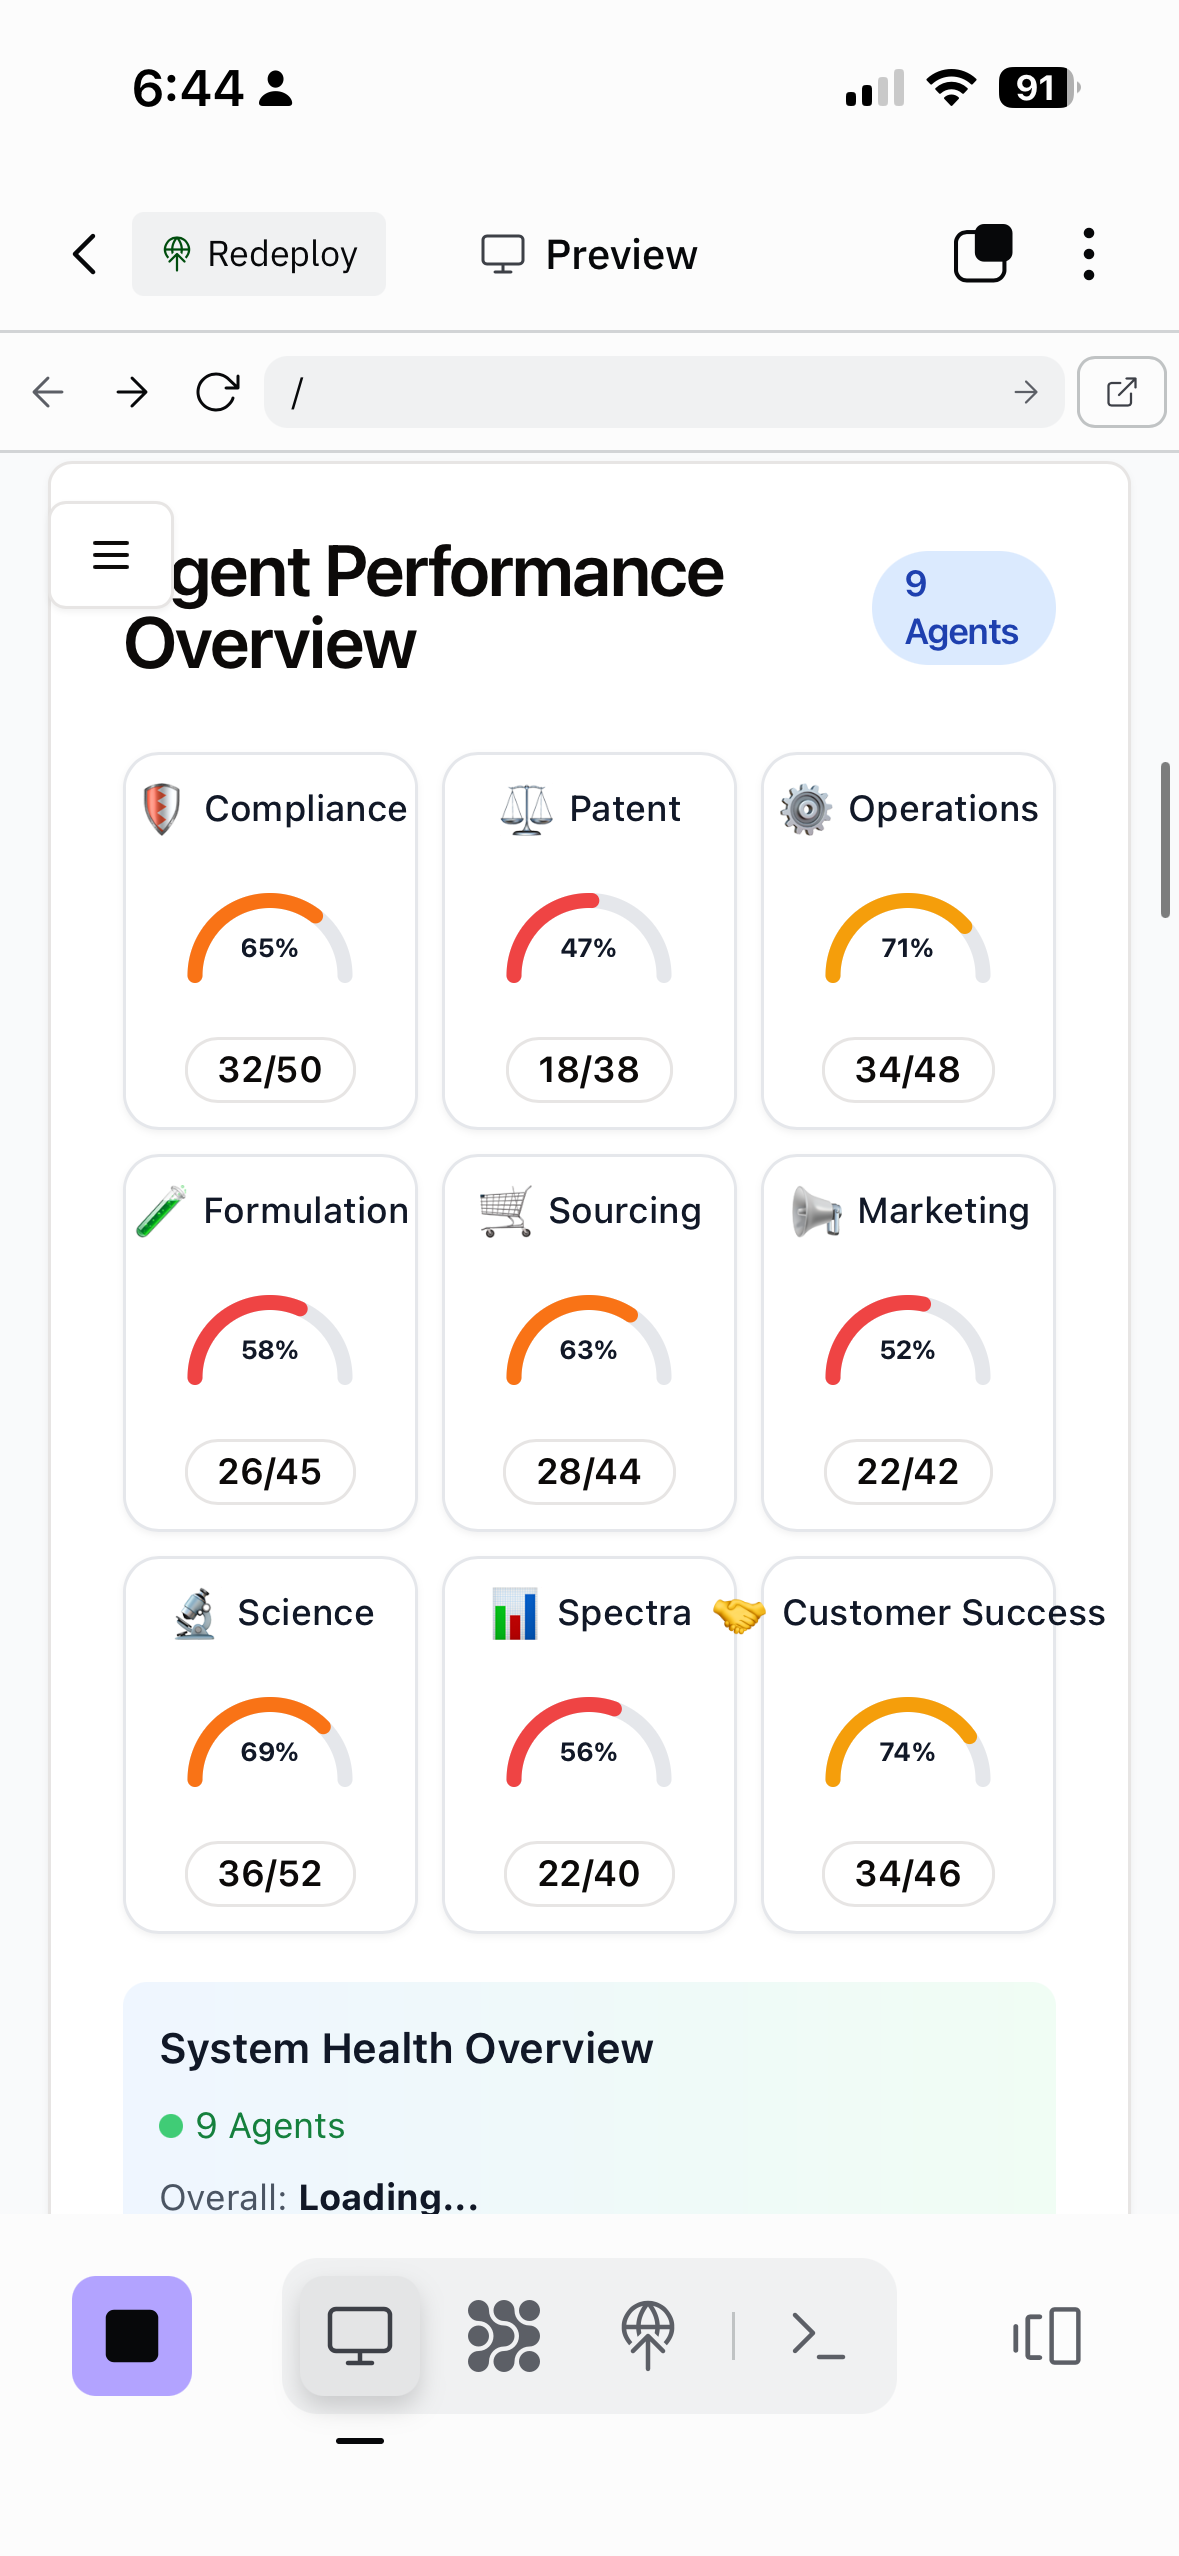 6:44
91
Redeploy
Preview
/
gent Performance
Overview
9
Agents
Compliance
Patent
Operations
65%
47%
71%
32/50
18/38
34/48
Formulation
Sourcing
Marketing
58%
63%
52%
26/45
28/44
22/42
Science
Spectra
Customer Success
69%
56%
74%
36/52
22/40
34/46
System Health Overview
9 Agents
Overall: Loading...